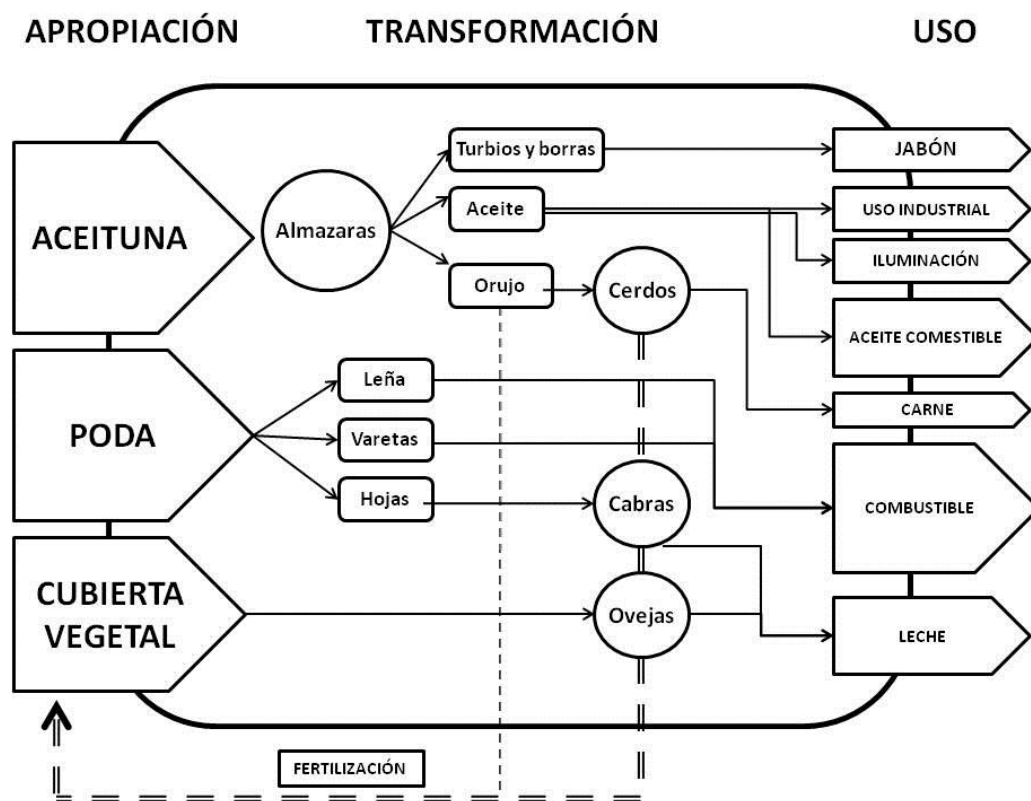 APROPIACIÓN
TRANSFORMACIÓN
USO
ACEITUNA
Almazaras
Turbios y borras
Aceite
Orujo
Cerdos
JABÓN
USO INDUSTRIAL
ILUMINACIÓN
ACEITE COMESTIBLE
CARNE
PODA
Leña
Varetas
Hojas
Cabras
COMBUSTIBLE
CUBIERTA
VEGETAL
Ovejas
LECHE
FERTILIZACIÓN